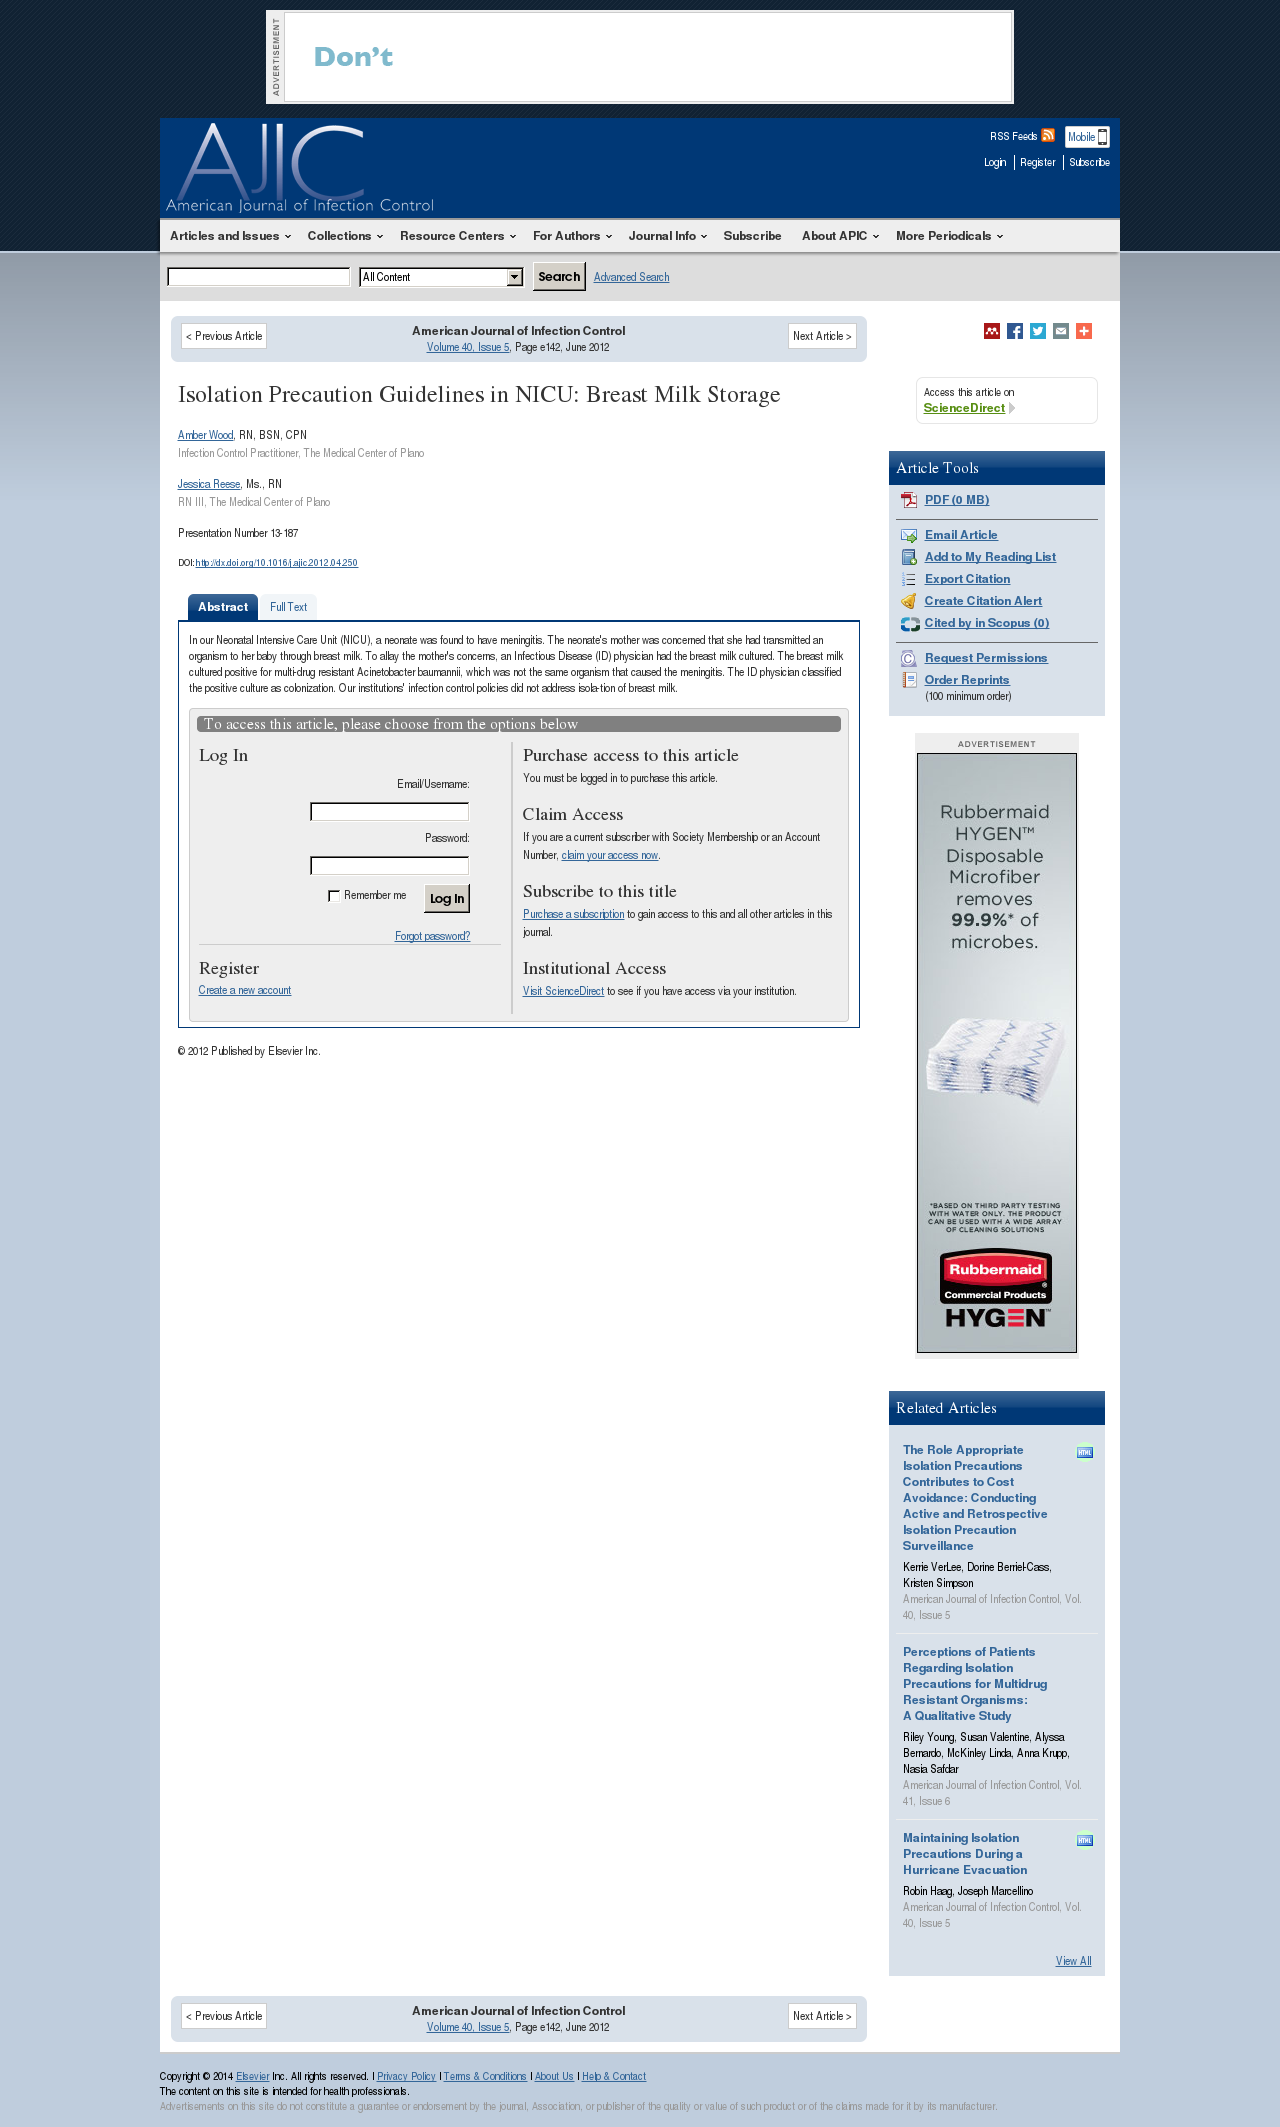 ADVERTISEMENT
Don't
AJIC
American Journal of Infection Control
RSS Feeds
Mobile
Login | Register | Subscribe
Articles and Issues
Collections
Resource Centers
For Authors
Journal Info
Subscribe
About APIC
More Periodicals
All Content
Search
Advanced Search
< Previous Article
American Journal of Infection Control
Volume 40, Issue 5, Page e142, June 2012
Next Article >
Isolation Precaution Guidelines in NICU: Breast Milk Storage
Amber Wood, RN, BSN, CPN
Infection Control Practitioner, The Medical Center of Plano
Jessica Reese, Ms., RN
RN III, The Medical Center of Plano
Presentation Number 13-187
DOI: http://dx.doi.org/10.1016/j.ajic.2012.04.250
Abstract
Full Text
In our Neonatal Intensive Care Unit (NICU), a neonate was found to have meningitis. The neonate's mother was concerned that she had transmitted an
organism to her baby through breast milk. To allay the mother's concerns, an Infectious Disease (ID) physician had the breast milk cultured. The breast milk
cultured positive for multi-drug resistant Acinetobacter baumannii, which was not the same organism that caused the meningitis. The ID physician classified
the positive culture as colonization. Our institutions' infection control policies did not address isola-tion of breast milk.
To access this article, please choose from the options below
Log In
Email/Username:
Password:
Remember me
Log In
Forgot password?
Register
Create a new account
Purchase access to this article
You must be logged in to purchase this article.
Claim Access
If you are a current subscriber with Society Membership or an Account
Number, claim your access now.
Subscribe to this title
Purchase a subscription to gain access to this and all other articles in this
journal.
Institutional Access
Visit ScienceDirect to see if you have access via your institution.
© 2012 Published by Elsevier Inc.
Access this article on
ScienceDirect
Article Tools
PDF (0 MB)
Email Article
Add to My Reading List
Export Citation
Create Citation Alert
Cited by in Scopus (0)
Request Permissions
Order Reprints
(100 minimum order)
ADVERTISEMENT
Rubbermaid
HYGEN™
Disposable
Microfiber
removes
99.9%* of
microbes.
*BASED ON THIRD PARTY TESTING
WITH WATER ONLY. THE PRODUCT
CAN BE USED WITH A WIDE ARRAY
OF CLEANING SOLUTIONS
Rubbermaid
Commercial Products
HYGEN™
Related Articles
The Role Appropriate
Isolation Precautions
Contributes to Cost
Avoidance: Conducting
Active and Retrospective
Isolation Precaution
Surveillance
HTML
Kerrie VerLee, Dorine Berriel-Cass,
Kristen Simpson
American Journal of Infection Control, Vol.
40, Issue 5
Perceptions of Patients
Regarding Isolation
Precautions for Multidrug
Resistant Organisms:
A Qualitative Study
Riley Young, Susan Valentine, Alyssa
Bernardo, McKinley Linda, Anna Krupp,
Nasia Safdar
American Journal of Infection Control, Vol.
41, Issue 6
Maintaining Isolation
Precautions During a
Hurricane Evacuation
HTML
Robin Haag, Joseph Marcellino
American Journal of Infection Control, Vol.
40, Issue 5
View All
< Previous Article
American Journal of Infection Control
Volume 40, Issue 5, Page e142, June 2012
Next Article >
Copyright © 2014 Elsevier Inc. All rights reserved. | Privacy Policy | Terms & Conditions | About Us | Help & Contact
The content on this site is intended for health professionals.
Advertisements on this site do not constitute a guarantee or endorsement by the journal, Association, or publisher of the quality or value of such product or of the claims made for it by its manufacturer.